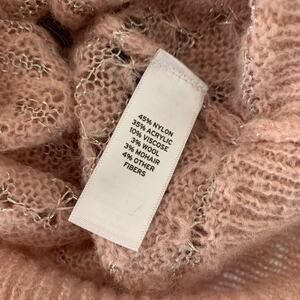 45% NYLON
35% ACRYLIC
10% VISCOSE
3% WOOL
3% MOHAIR
4% OTHER
FIBERS